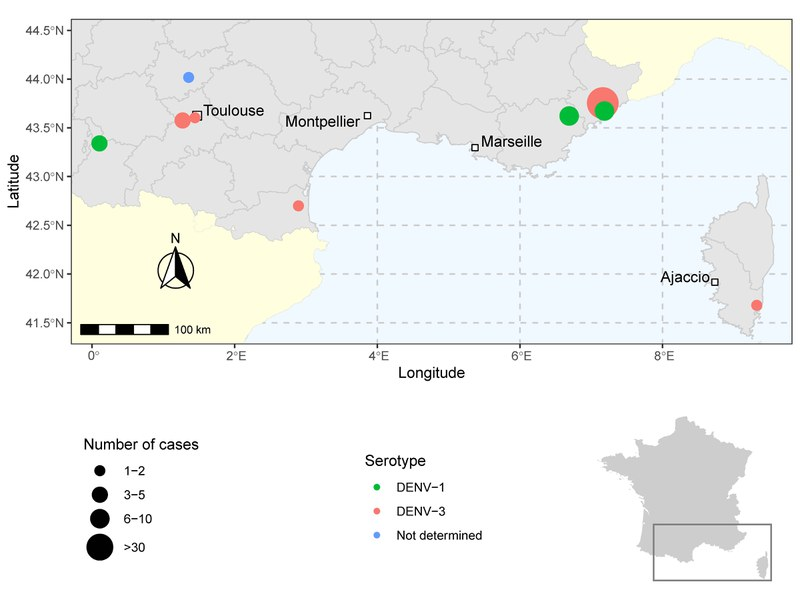 44.5°N
44.0°N
43.5°N
43.0°N
42.5°N
42.0°N
41.5°N
Latitude
Toulouse
Montpellier
Marseille
Ajaccio
N
100 km
0°
2°E
4°E
6°E
8°E
Longitude
Number of cases
1−2
3−5
6−10
>30
Serotype
DENV−1
DENV−3
Not determined